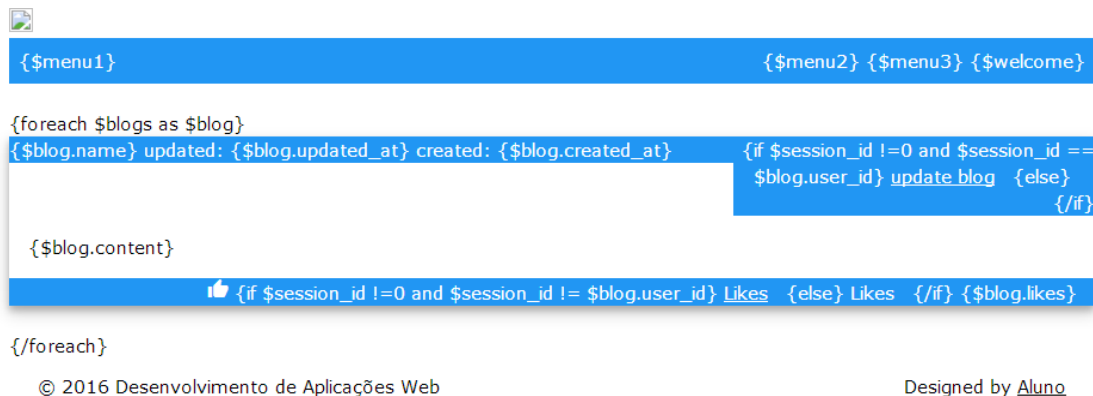 {$menu1} {$menu2} {$menu3} {$welcome}
{foreach $blogs as $blog}
{$blog.name} updated: {$blog.updated_at} created: {$blog.created_at} {if $session_id !=0 and $session_id ==
$blog.user_id} update blog {else}
{/if}
{$blog.content}
{if $session_id !=0 and $session_id != $blog.user_id} Likes {else} Likes {/if} {$blog.likes}
{/foreach}
© 2016 Desenvolvimento de Aplicações Web Designed by Aluno